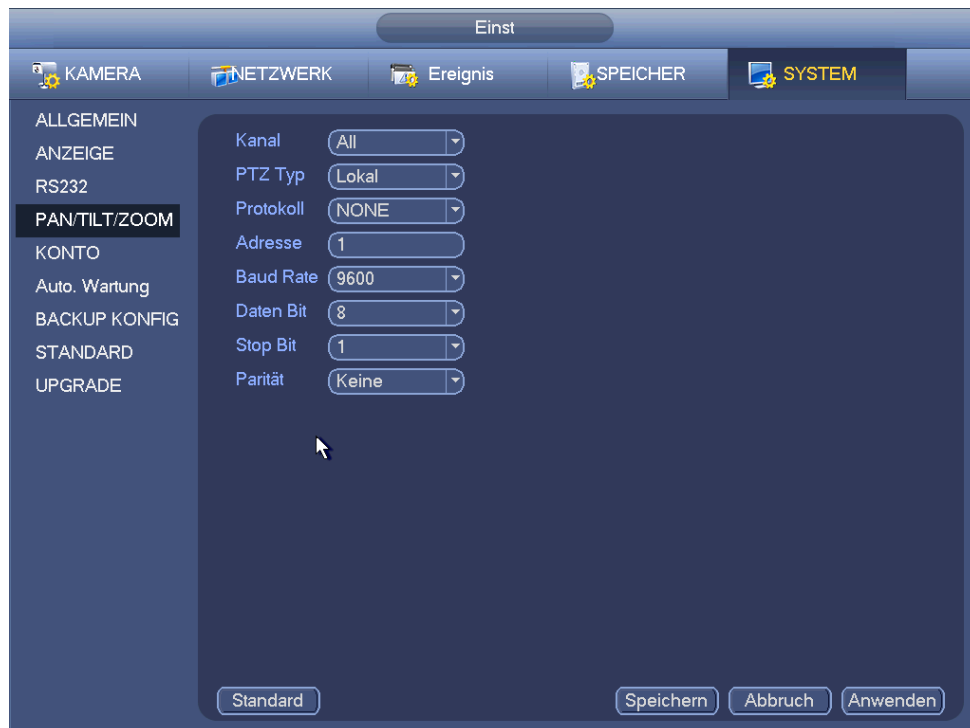 Einst
KAMERA
NETZWERK
Ereignis
SPEICHER
SYSTEM
ALLGEMEIN
ANZEIGE
RS232
PAN/TILT/ZOOM
KONTO
Auto. Wartung
BACKUP KONFIG
STANDARD
UPGRADE
Kanal All
PTZ Typ Lokal
Protokoll NONE
Adresse 1
Baud Rate 9600
Daten Bit 8
Stop Bit 1
Parität Keine
Standard Speichern Abbruch Anwenden